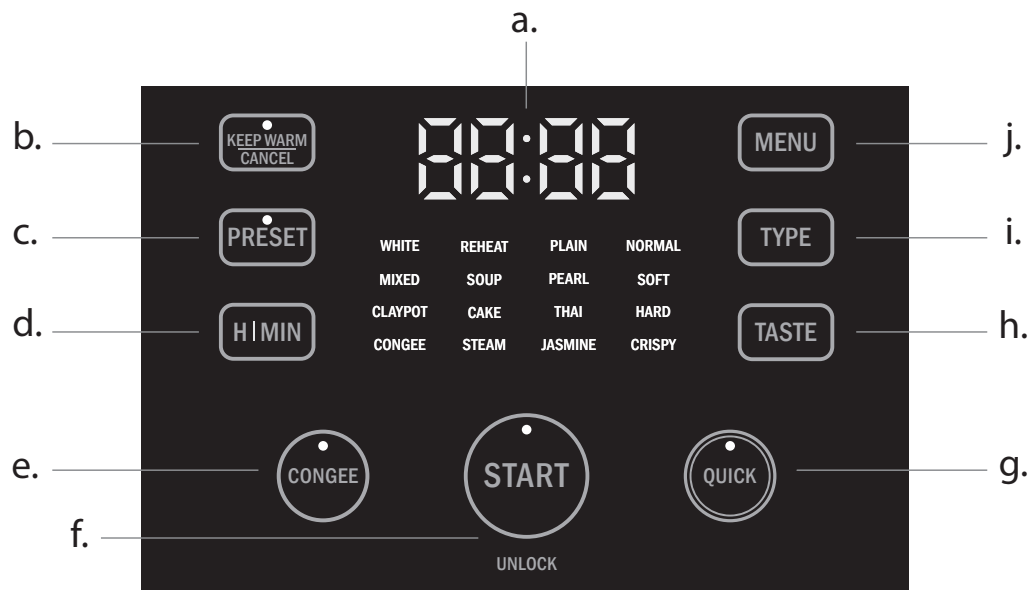 a.
b.
KEEP WARM
CANCEL
88:88
MENU
j.
c.
PRESET
TYPE
i.
WHITE REHEAT PLAIN NORMAL
MIXED SOUP PEARL SOFT
CLAYPOT CAKE THAI HARD
CONGEE STEAM JASMINE CRISPY
d.
H|MIN
TASTE
h.
e.
CONGEE
START
QUICK
g.
f.
UNLOCK